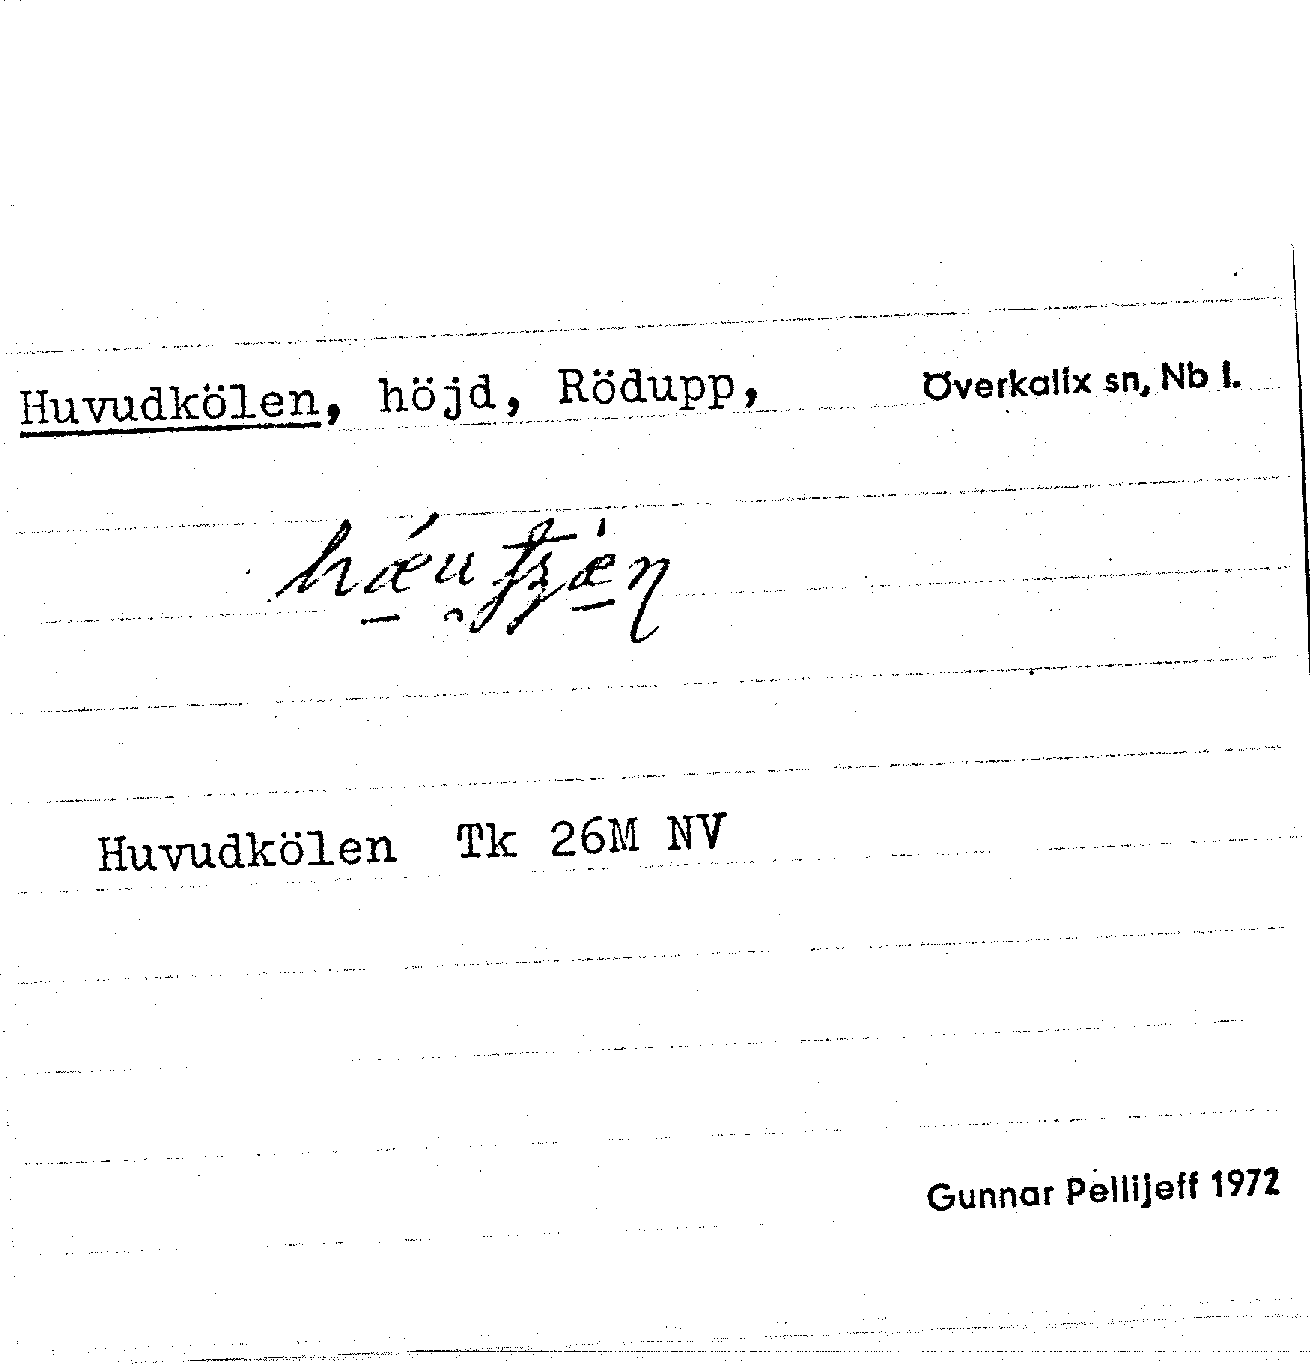 Huvudkölen, höjd, Rödupp, Överkalix sn, Nb l.
Huvudkölen Tk 26M NV
Gunnar Pellijeff 1972